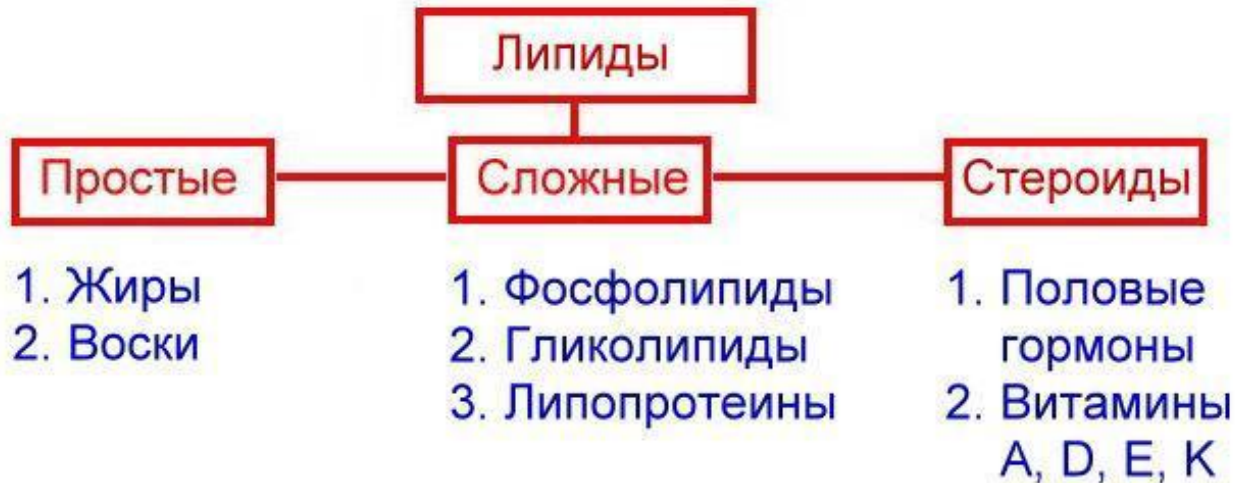 Липиды
Простые
Сложные
Стероиды
1. Жиры
2. Воски
1. Фосфолипиды
2. Гликолипиды
3. Липопротеины
1. Половые
гормоны
2. Витамины
A, D, E, K